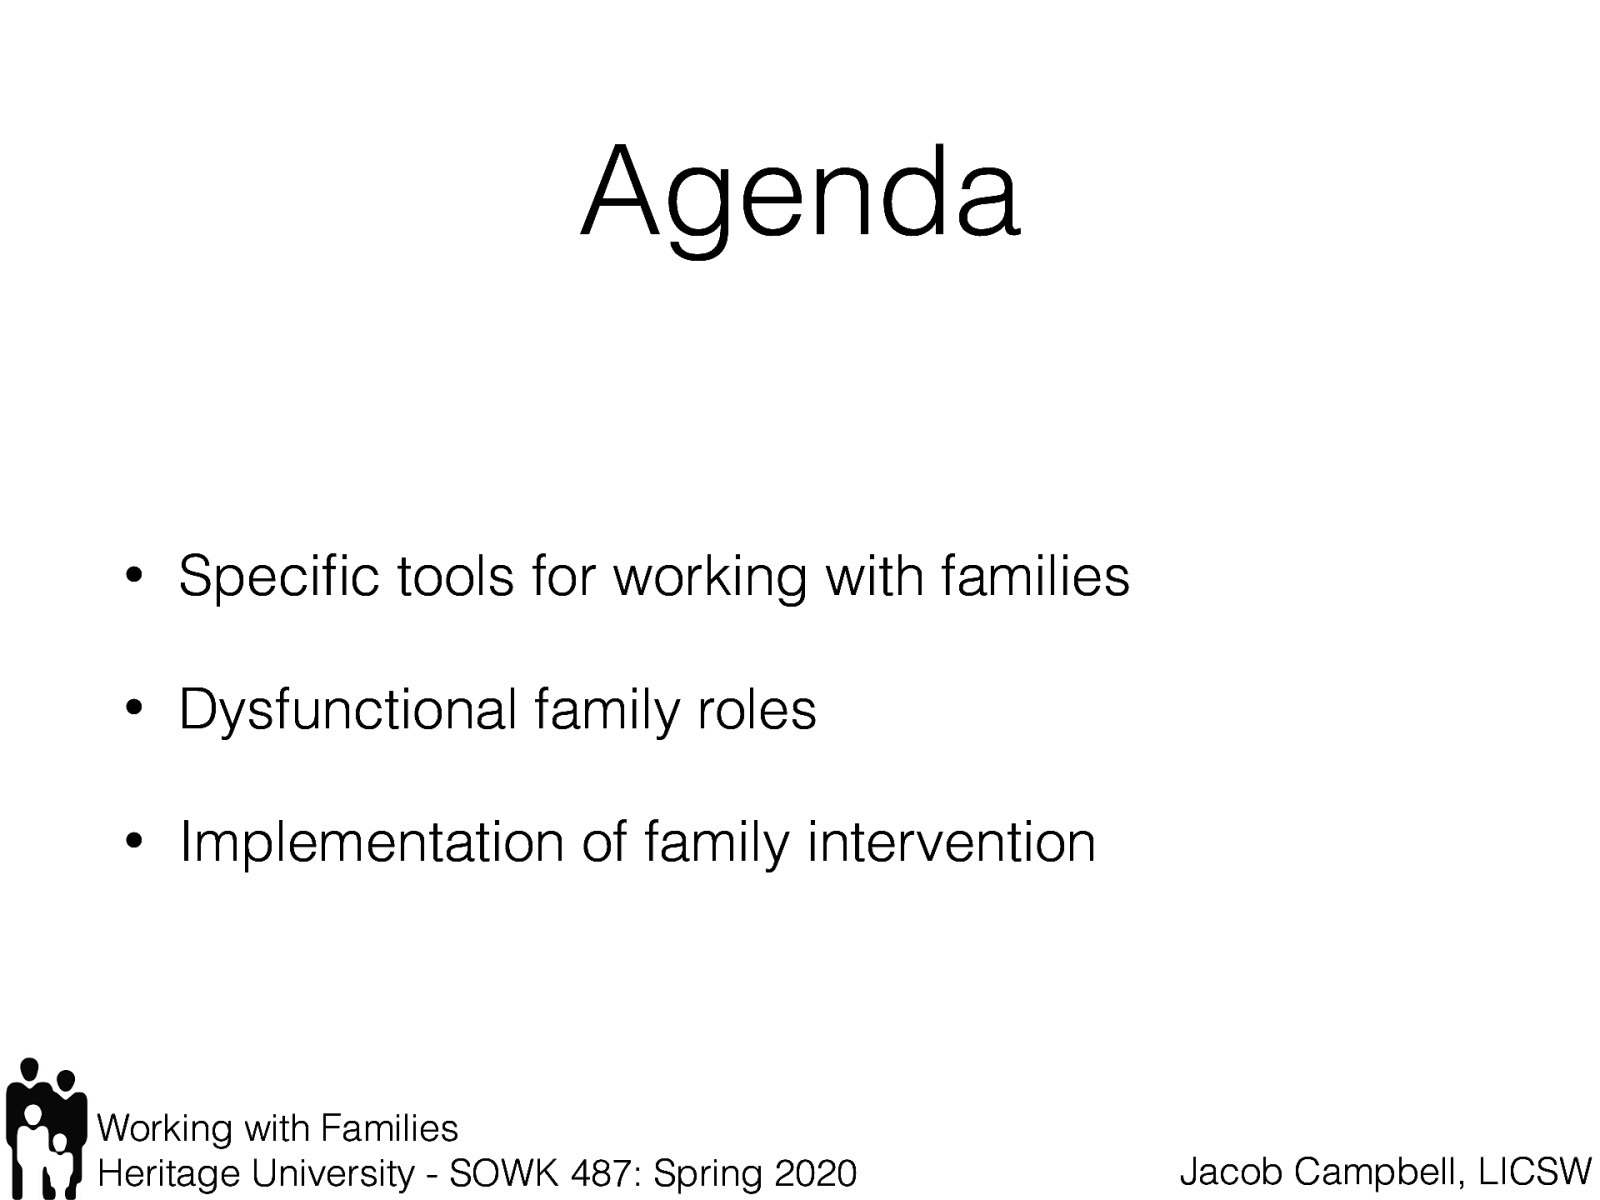 Agenda
• Specific tools for working with families
• Dysfunctional family roles
• Implementation of family intervention
Working with Families
Heritage University - SOWK 487: Spring 2020
Jacob Campbell, LICSW